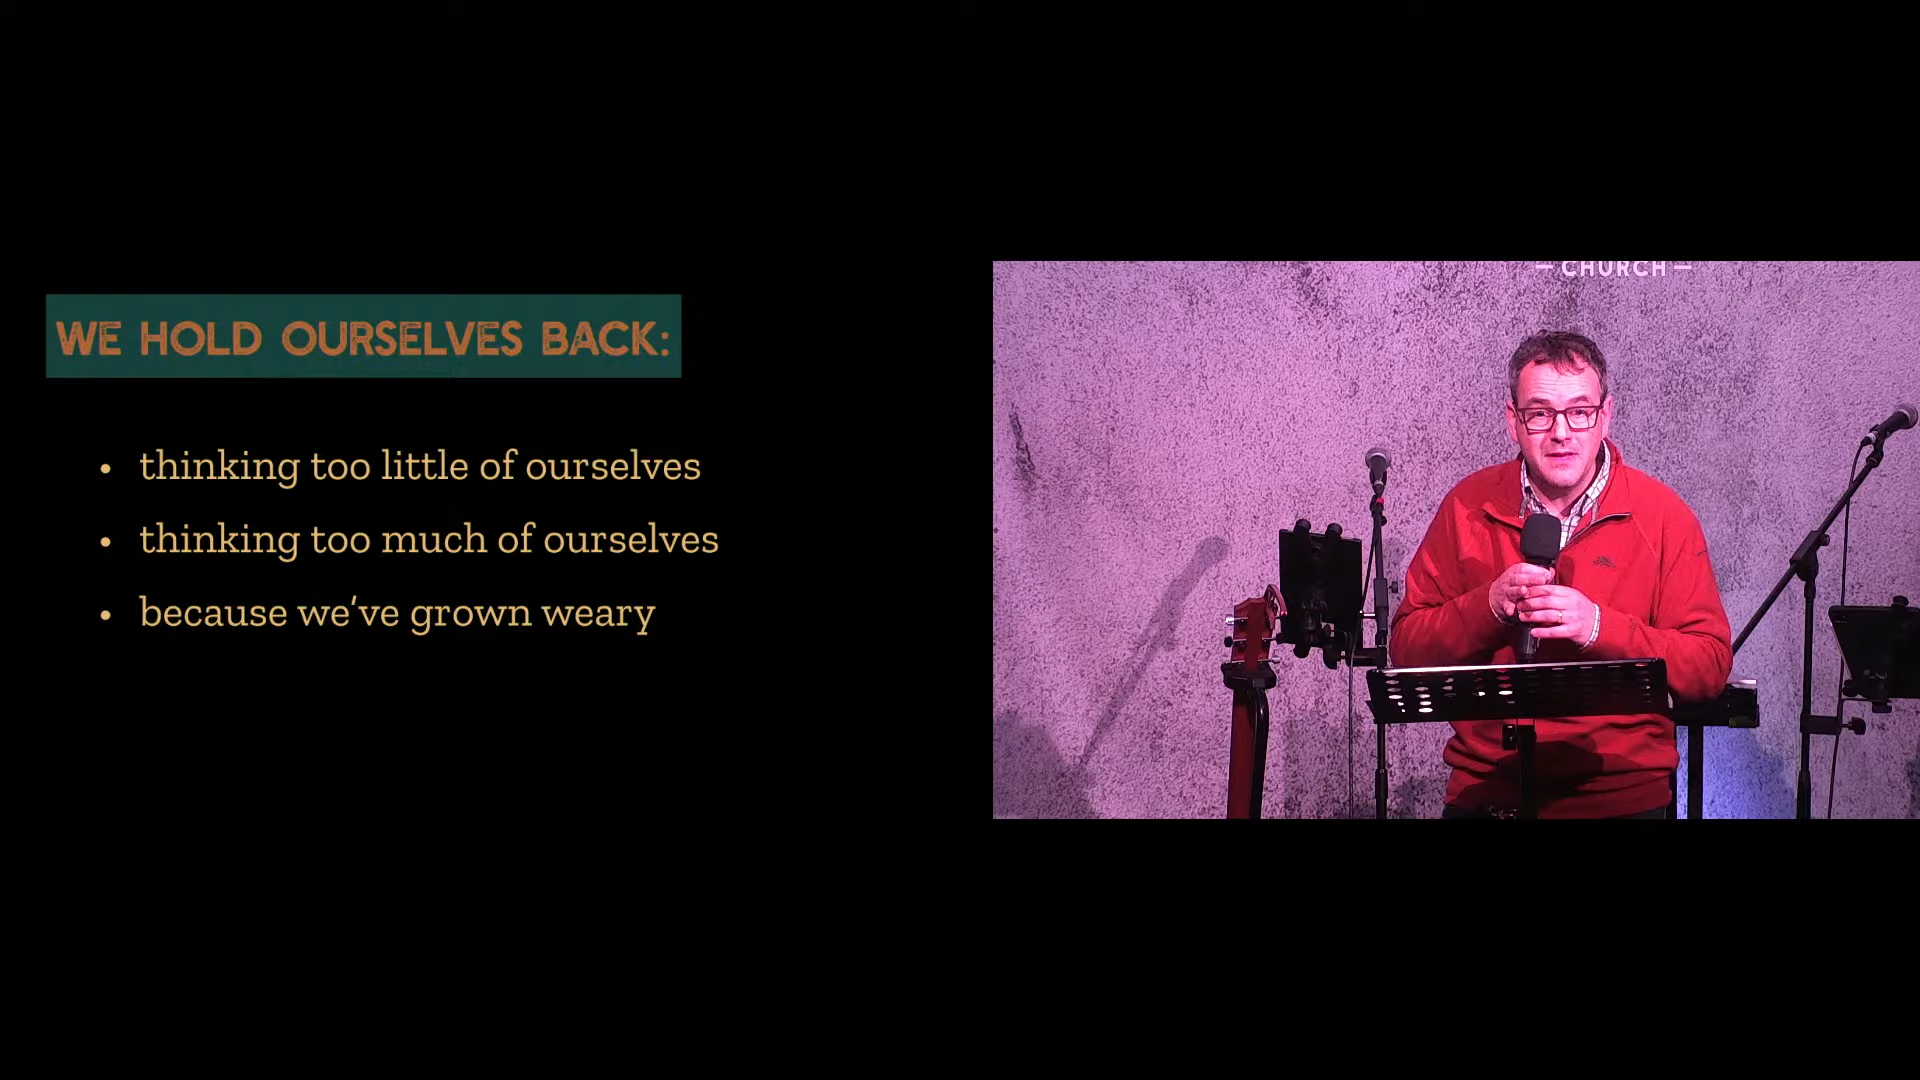 WE HOLD OURSELVES BACK:
• thinking too little of ourselves
• thinking too much of ourselves
• because we've grown weary
— CHURCH —